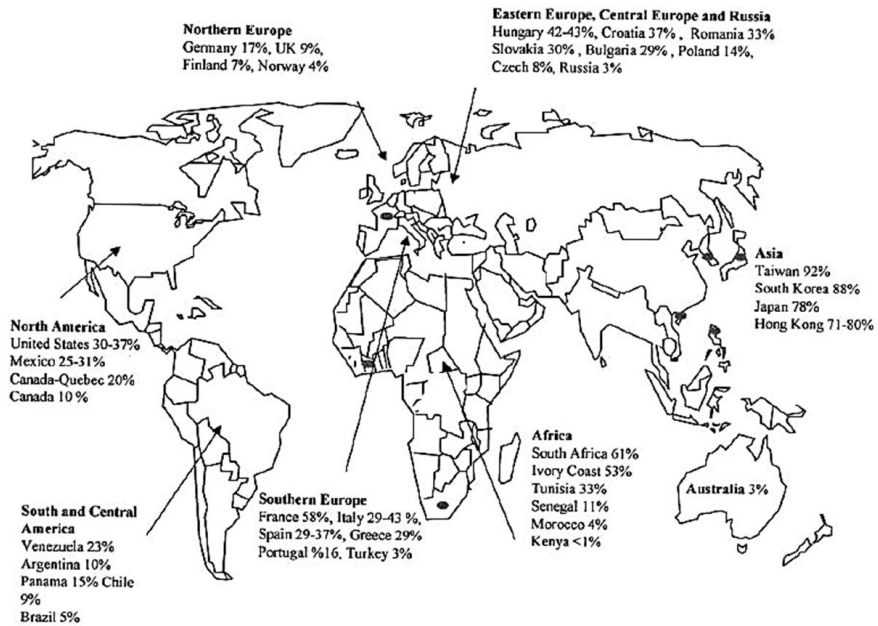 Northern Europe
Germany 17%, UK 9%,
Finland 7%, Norway 4%
Eastern Europe, Central Europe and Russia
Hungary 42-43%, Croatia 37% , Romania 33%
Slovakia 30% , Bulgaria 29% , Poland 14%,
Czech 8%, Russia 3%
Asia
Taiwan 92%
South Korea 88%
Japan 78%
Hong Kong 71-80%
North America
United States 30-37%
Mexico 25-31%
Canada-Quebec 20%
Canada 10 %
Africa
South Africa 61%
Ivory Coast 53%
Tunisia 33%
Senegal 11%
Morocco 4%
Kenya <1%
Australia 3%
Southern Europe
France 58%, Italy 29-43 %,
Spain 29-37%, Greece 29%
Portugal %16, Turkey 3%
South and Central
America
Venezuela 23%
Argentina 10%
Panama 15% Chile
9%
Brazil 5%